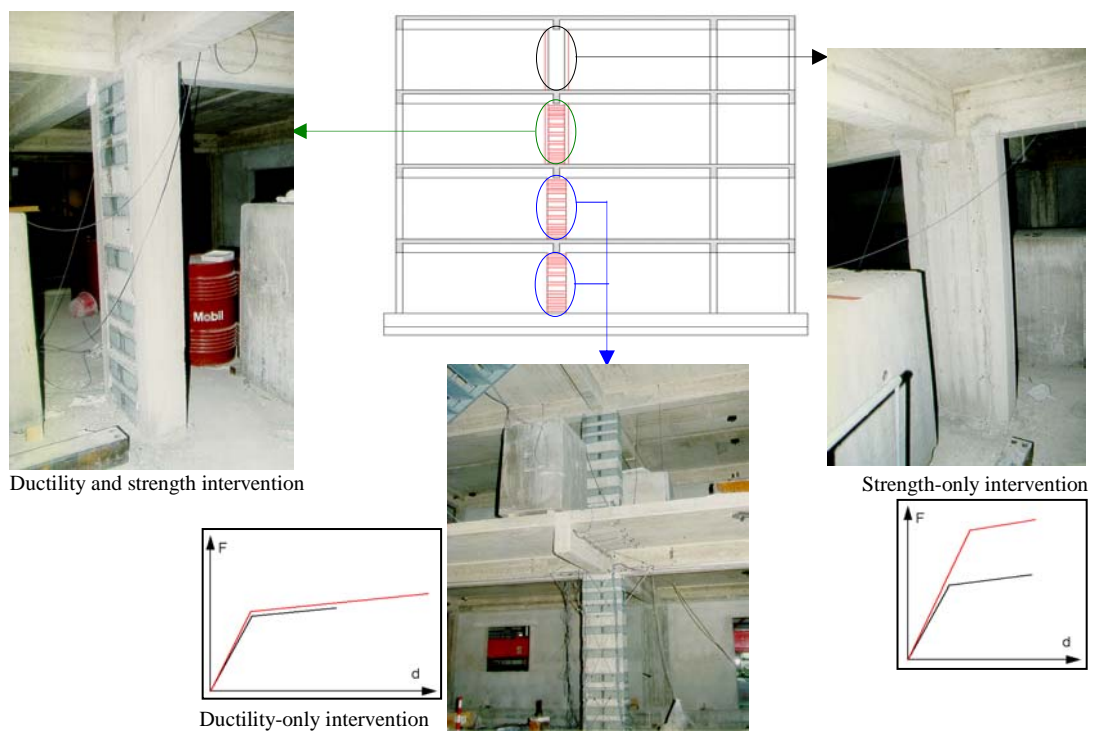 Mobil
Ductility and strength intervention
Strength-only intervention
F
d
F
d
Ductility-only intervention